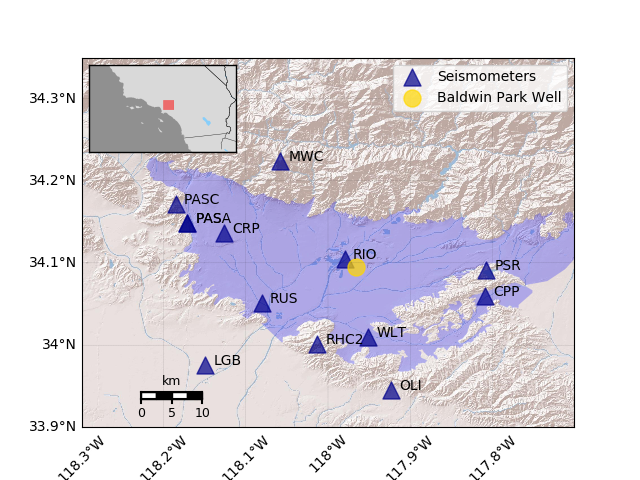 34.3°N
34.2°N
34.1°N
34°N
33.9°N
Seismometers
Baldwin Park Well
MWC
PASC
PASA
CRP
RIO
PSR
CPP
RUS
RHC2
WLT
LGB
OLI
km
0 5 10
118.3°W 118.2°W 118.1°W 118°W 117.9°W 117.8°W